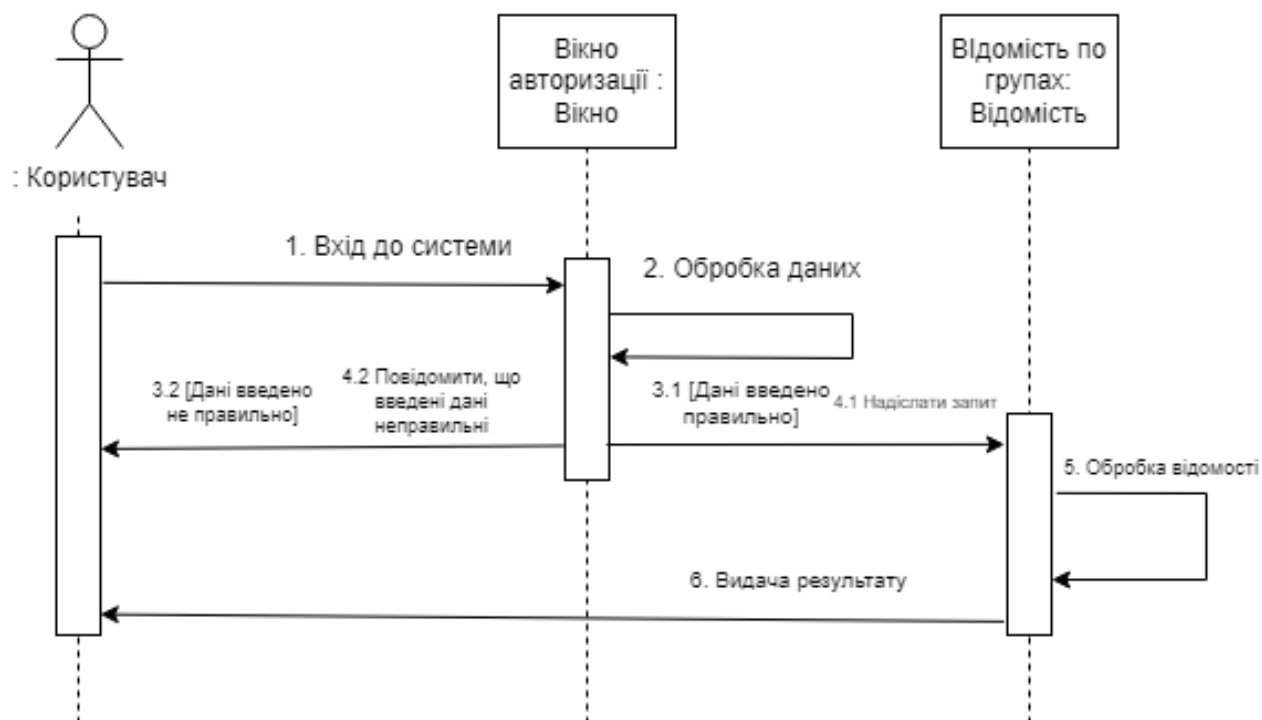 Вікно
авторизації :
Вікно
ВІдомість по
групах:
Відомість
: Користувач
1. Вхід до системи
2. Обробка даних
3.2 [Дані введено
не правильно]
4.2 Повідомити, що
введені дані
неправильні
3.1 [Дані введено
правильно]
4.1 Надіслати запит
5. Обробка відомості
6. Видача результату